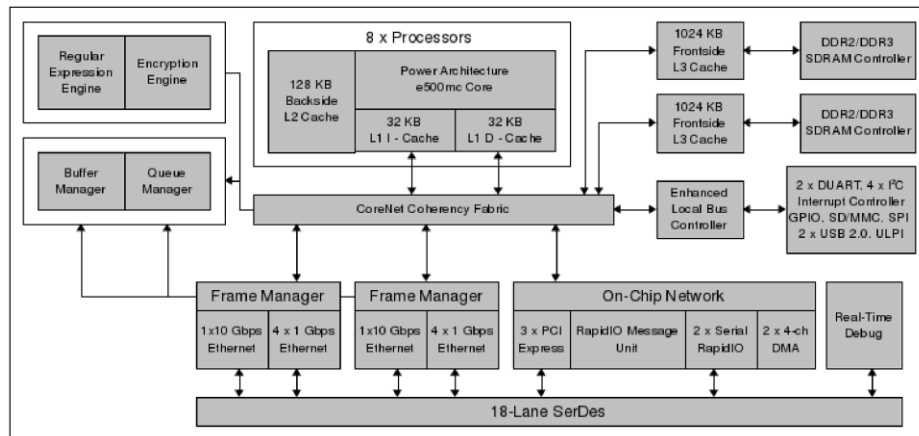 Regular
Expression
Engine
Encryption
Engine
8 x Processors
128 KB
Backside
L2 Cache
Power Architecture
e500mc Core
32 KB
L1 I - Cache
32 KB
L1 D - Cache
1024 KB
Frontside
L3 Cache
DDR2/DDR3
SDRAM Controller
1024 KB
Frontside
L3 Cache
DDR2/DDR3
SDRAM Controller
Buffer
Manager
Queue
Manager
CoreNet Coherency Fabric
Enhanced
Local Bus
Controller
2 x DUART, 4 x I²C
Interrupt Controller
GPIO, SD/MMC, SPI
2 x USB 2.0, ULPI
Frame Manager
1x10 Gbps
Ethernet
4 x 1 Gbps
Ethernet
Frame Manager
1x10 Gbps
Ethernet
4 x 1 Gbps
Ethernet
On-Chip Network
3 x PCI
Express
RapidIO Message
Unit
2 x Serial
RapidIO
2 x 4-ch
DMA
Real-Time
Debug
18-Lane SerDes